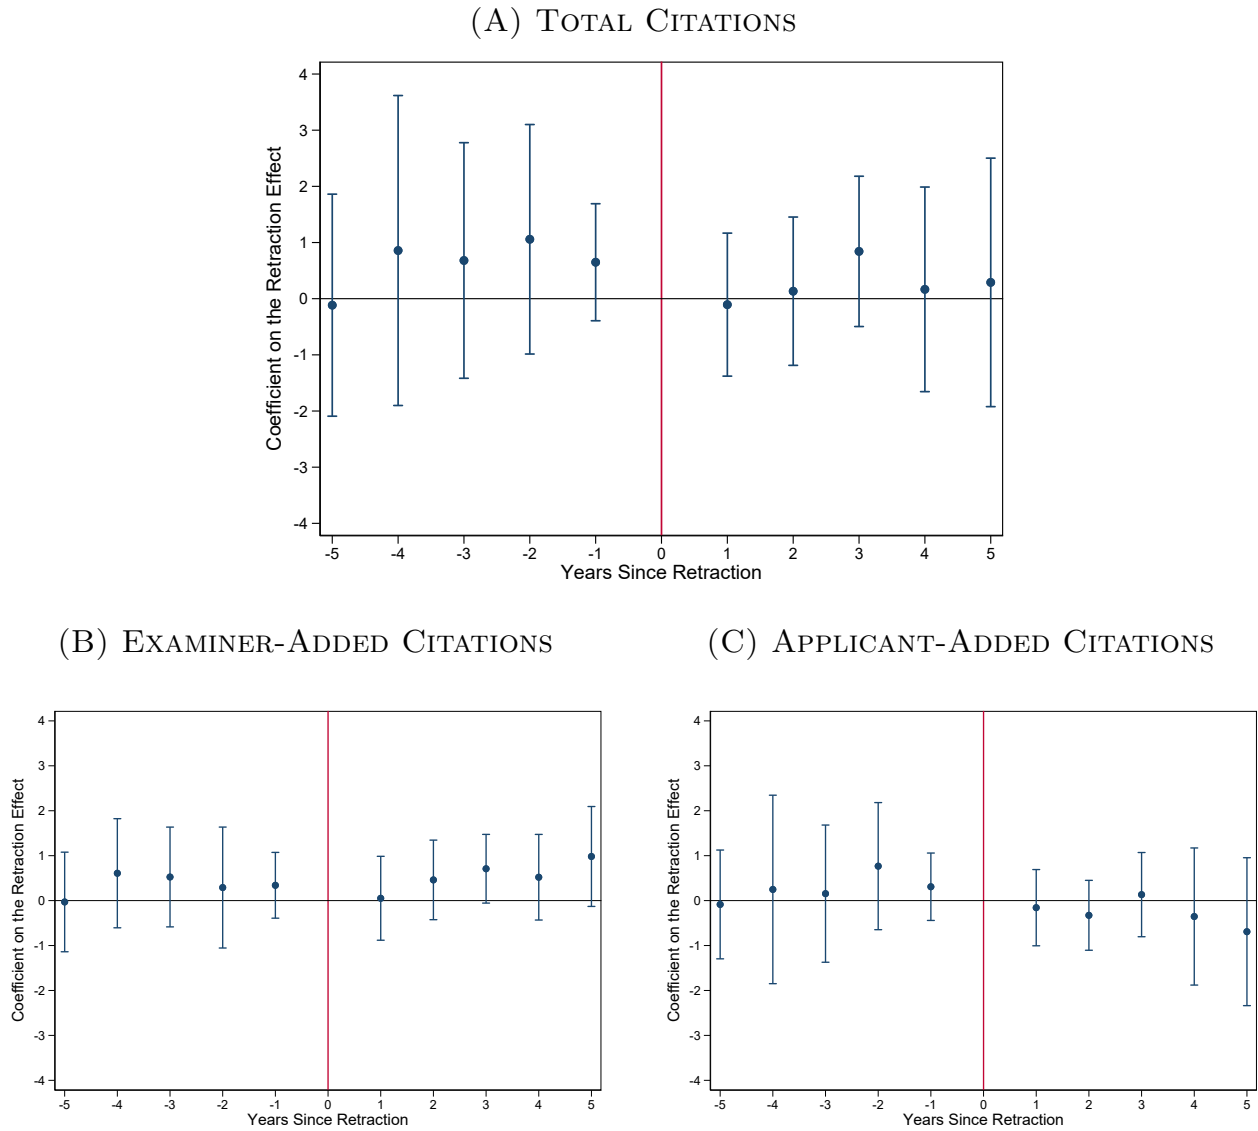 (A) TOTAL CITATIONS
Coefficient on the Retraction Effect
4
3
2
1
0
-1
-2
-3
-4
-5 -4 -3 -2 -1 0 1 2 3 4 5
Years Since Retraction
(B) EXAMINER-ADDED CITATIONS
Coefficient on the Retraction Effect
4
3
2
1
0
-1
-2
-3
-4
-5 -4 -3 -2 -1 0 1 2 3 4 5
Years Since Retraction
(C) APPLICANT-ADDED CITATIONS
Coefficient on the Retraction Effect
4
3
2
1
0
-1
-2
-3
-4
-5 -4 -3 -2 -1 0 1 2 3 4 5
Years Since Retraction